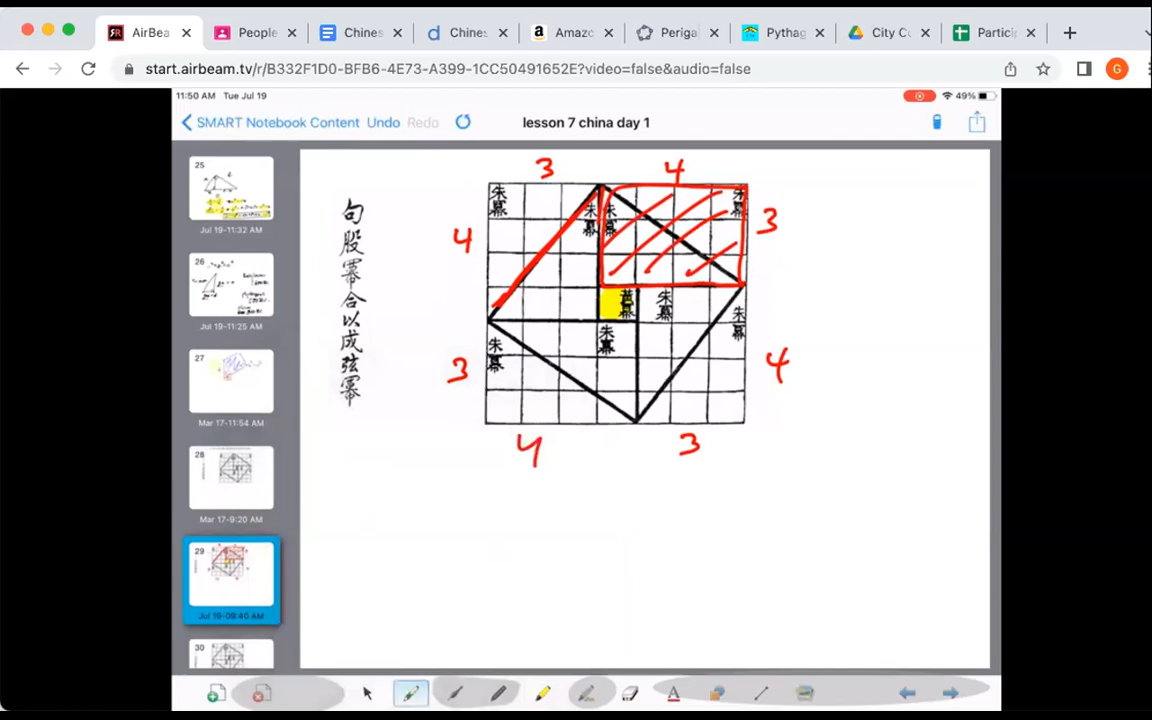 AirBea
People
Chines
Chines
Amazo
Periga
Pythag
City Co
Partici
start.airbeam.tv/r/B332F1D0-BFB6-4E73-A399-1CC50491652E?video=false&audio=false
G
11:50 AM Tue Jul 19
49%
SMART Notebook Content Undo Redo
lesson 7 china day 1
25
Jul 19-11:32 AM
26
Jul 19-11:25 AM
27
Mar 17-11:54 AM
28
Mar 17-9:20 AM
29
Jul 19-09:40 AM
30
句股冪合以成弦冪
3 4
4 3
3 4
4 3
朱冪
朱冪
朱冪
朱冪
朱冪
朱冪
朱冪
朱冪
A